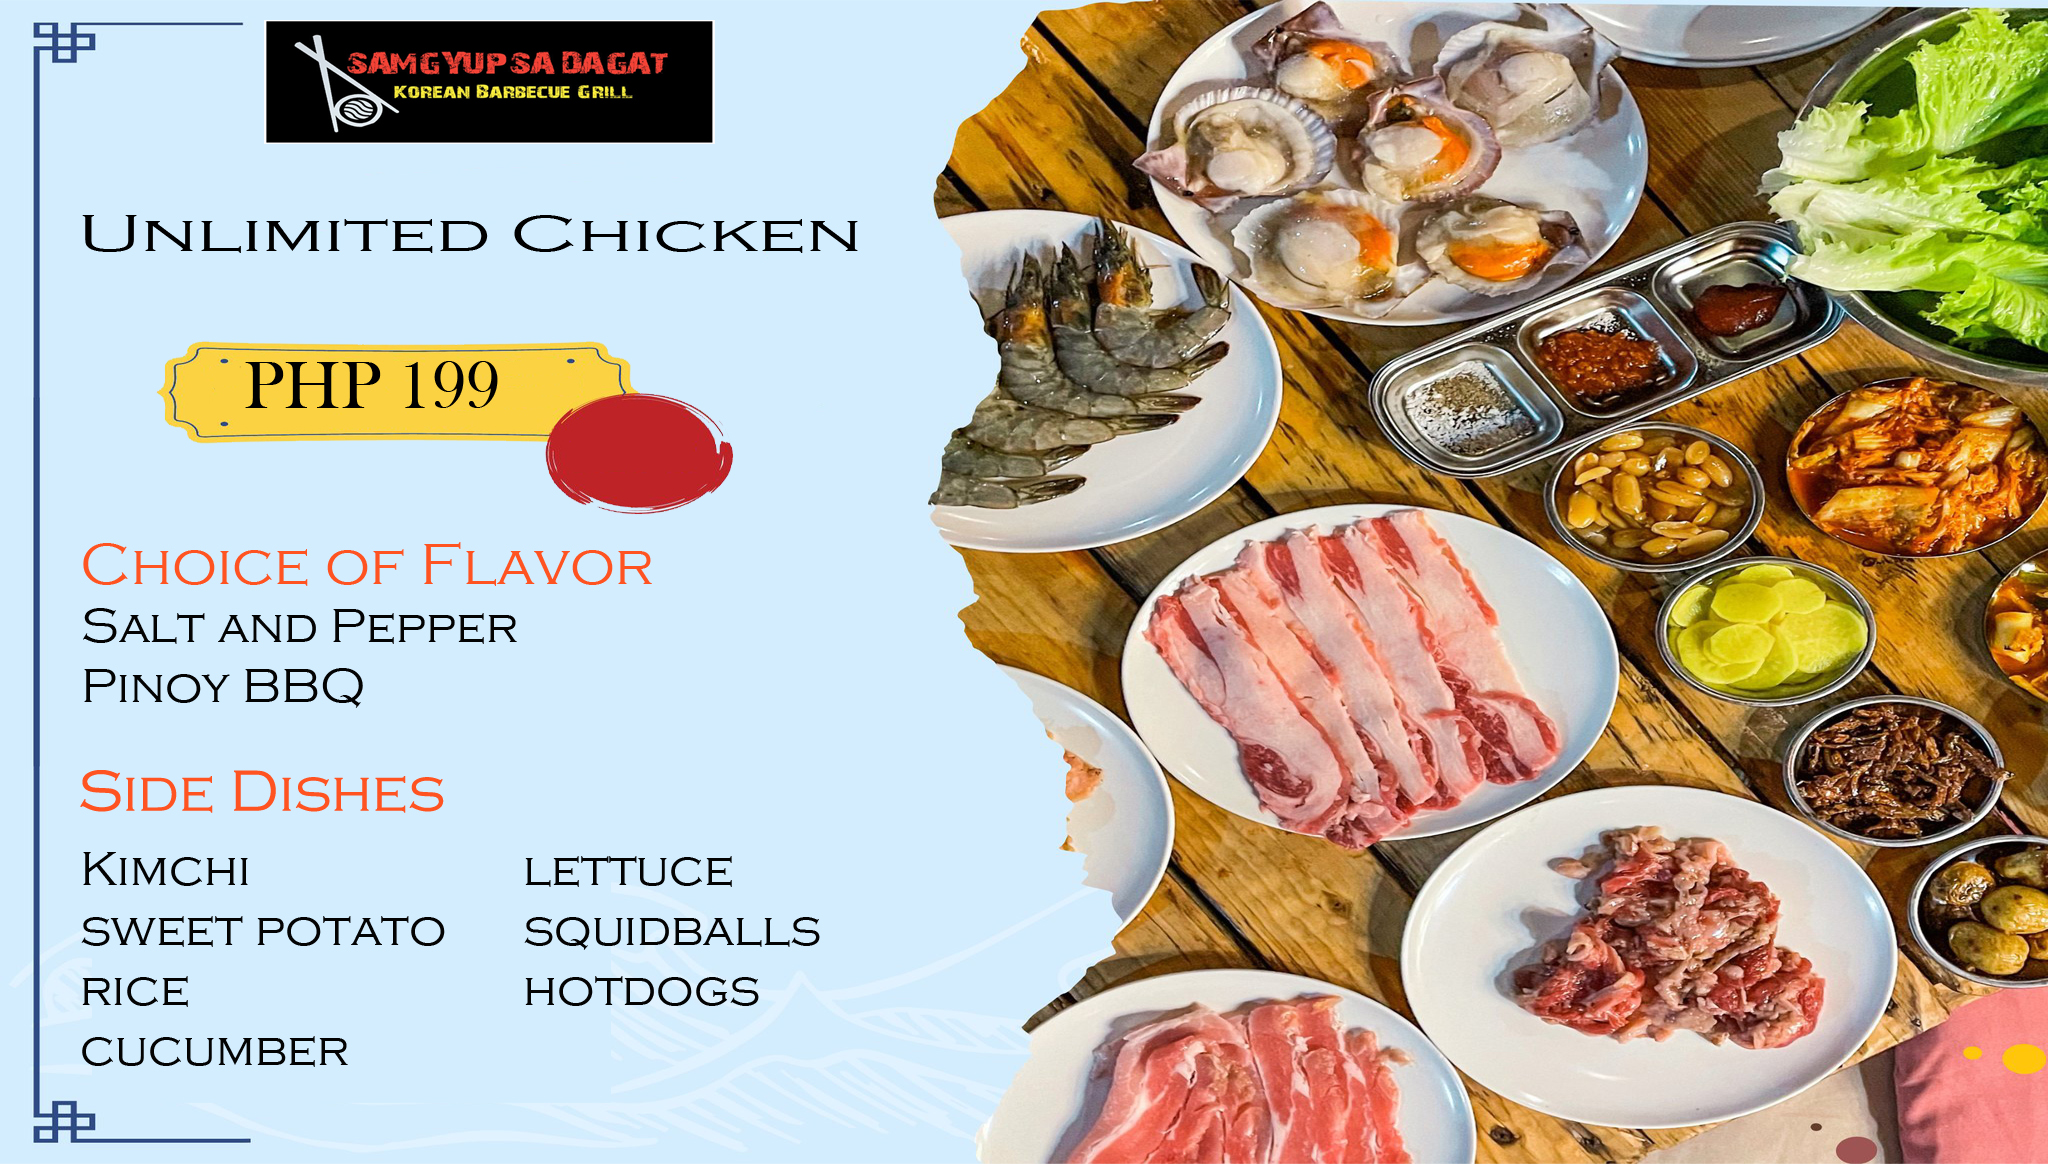 SAMGYUP SA DAGAT
KOREAN BARBECUE GRILL
UNLIMITED CHICKEN
PHP 199
CHOICE OF FLAVOR
SALT AND PEPPER
PINOY BBQ
SIDE DISHES
KIMCHI
SWEET POTATO
RICE
CUCUMBER
LETTUCE
SQUIDBALLS
HOTDOGS